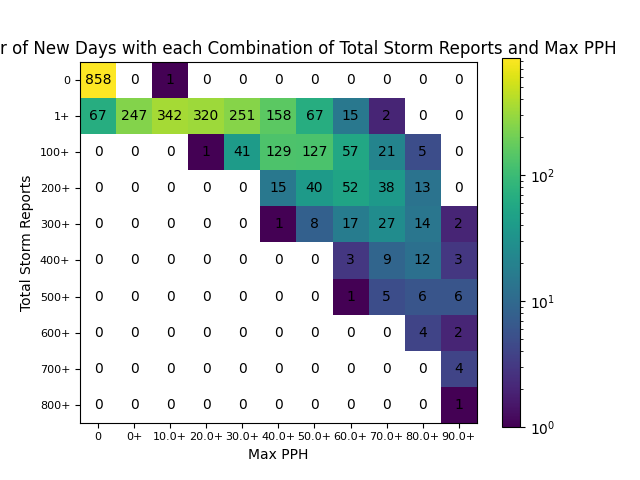 r of New Days with each Combination of Total Storm Reports and Max PPH
0 858 0 1 0 0 0 0 0 0 0 0
1+ 67 247 342 320 251 158 67 15 2 0 0
100+ 0 0 0 1 41 129 127 57 21 5 0
200+ 0 0 0 0 0 15 40 52 38 13 0
300+ 0 0 0 0 0 1 8 17 27 14 2
400+ 0 0 0 0 0 0 0 3 9 12 3
500+ 0 0 0 0 0 0 0 1 5 6 6
600+ 0 0 0 0 0 0 0 0 0 4 2
700+ 0 0 0 0 0 0 0 0 0 0 4
800+ 0 0 0 0 0 0 0 0 0 0 1
0 0+ 10.0+ 20.0+ 30.0+ 40.0+ 50.0+ 60.0+ 70.0+ 80.0+ 90.0+
Max PPH
Total Storm Reports
10²
10¹
10⁰